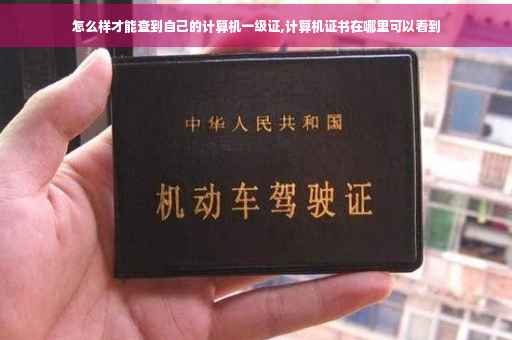 怎么样才能查到自己的计算机一级证,计算机证书在哪里可以看到
中华人民共和国
机动车驾驶证